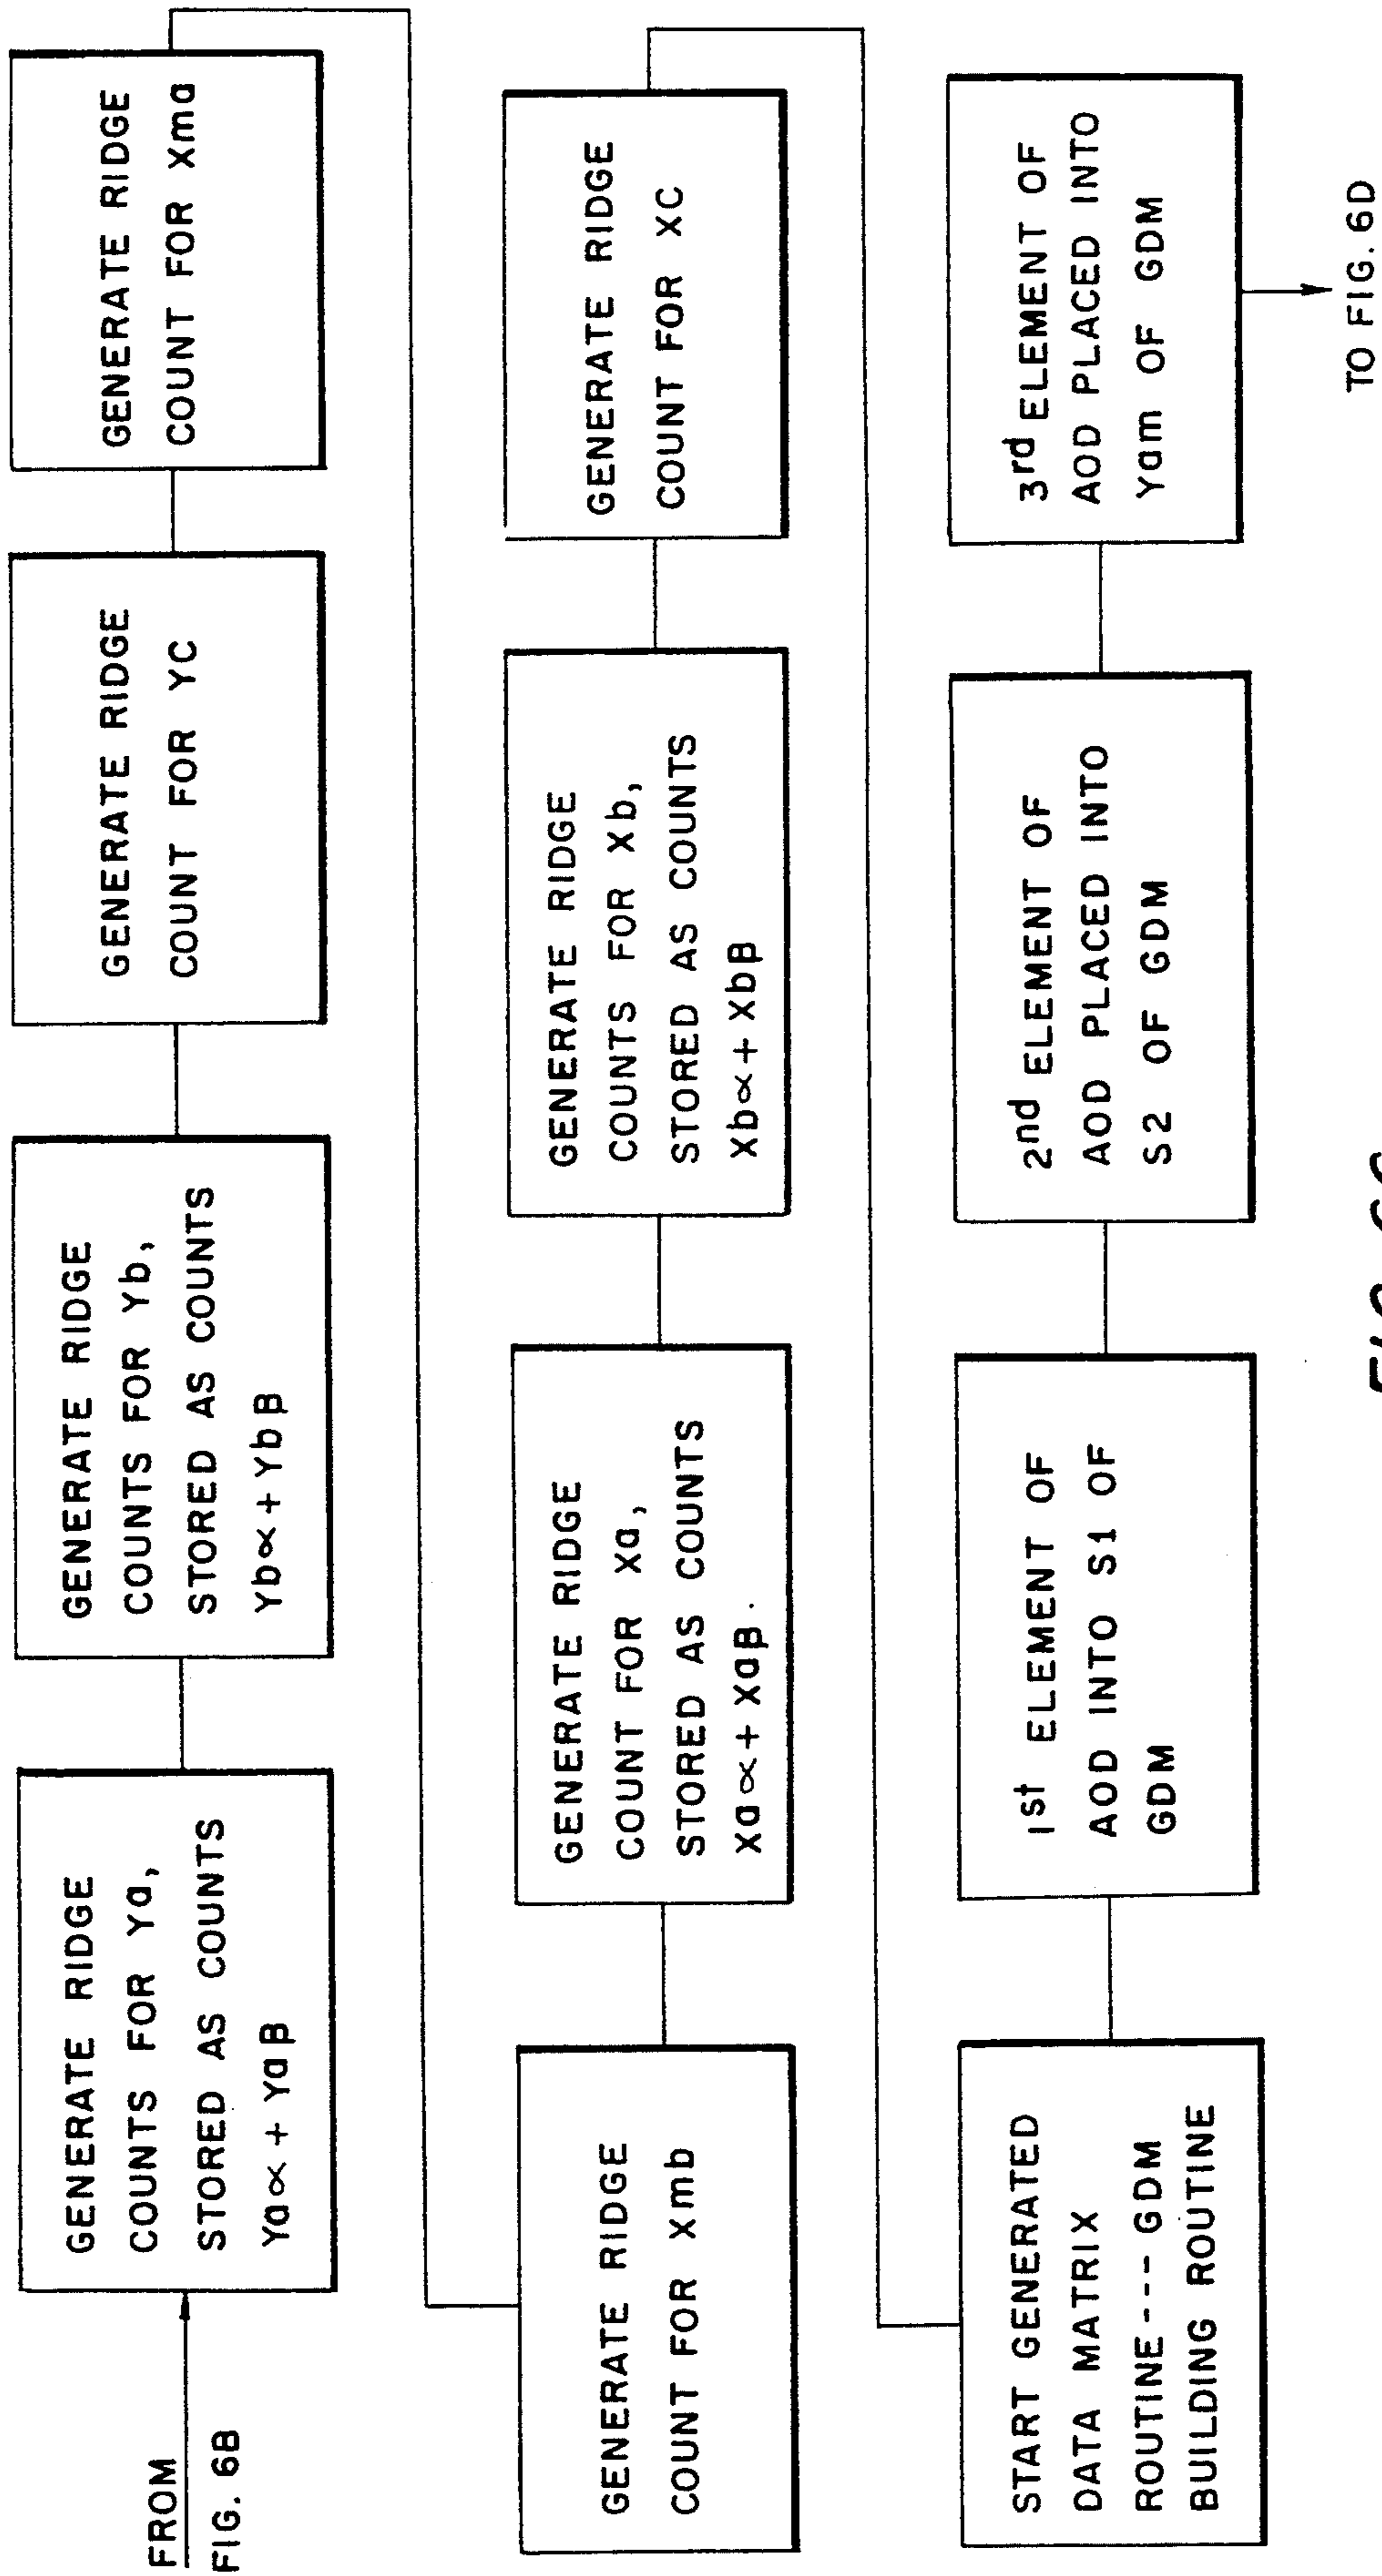 FROM
FIG. 6B
GENERATE RIDGE
COUNTS FOR Ya,
STORED AS COUNTS
Ya∝ + Yaβ
GENERATE RIDGE
COUNTS FOR Yb,
STORED AS COUNTS
Yb∝ + Ybβ
GENERATE RIDGE
COUNT FOR YC
GENERATE RIDGE
COUNT FOR Xma
GENERATE RIDGE
COUNT FOR Xmb
GENERATE RIDGE
COUNT FOR Xa,
STORED AS COUNTS
Xa∝ + Xaβ.
GENERATE RIDGE
COUNTS FOR Xb,
STORED AS COUNTS
Xb∝ + Xbβ
GENERATE RIDGE
COUNT FOR XC
START GENERATED
DATA MATRIX
ROUTINE---GDM
BUILDING ROUTINE
1st ELEMENT OF
AOD INTO S1 OF
GDM
2nd ELEMENT OF
AOD PLACED INTO
S2 OF GDM
3rd ELEMENT OF
AOD PLACED INTO
Yam OF GDM
TO FIG. 6D